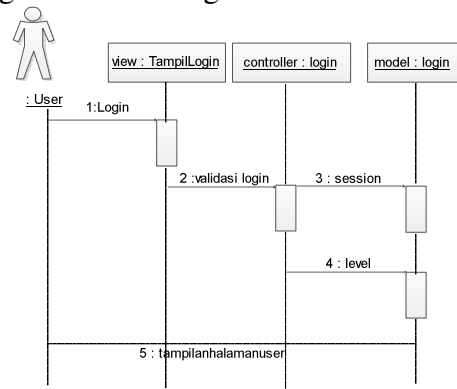 view : TampilLogin
controller : login
model : login
: User
1:Login
2 :validasi login
3 : session
4 : level
5 : tampilanhalamanuser